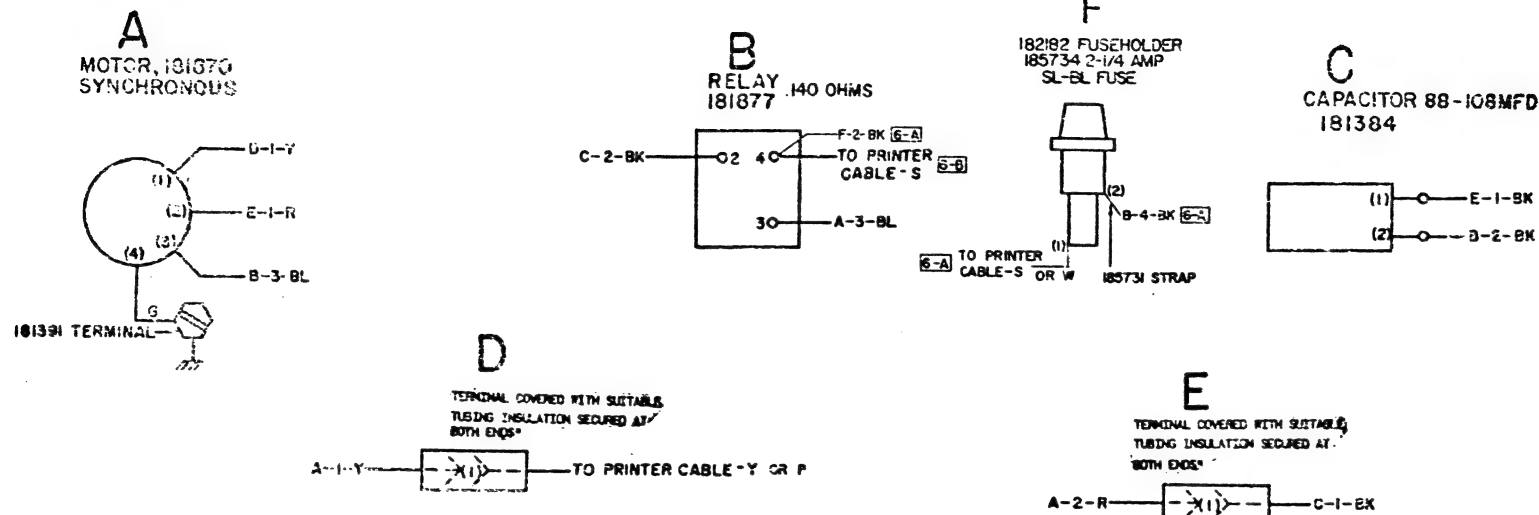 A
MOTOR, 181870
SYNCHRONOUS
(1)
D-1-Y
(2)
E-1-R
(3)
B-3-BL
(4)
G
181391 TERMINAL
B
RELAY .140 OHMS
181877
C-2-BK
2 4
F-2-BK 6-A
TO PRINTER
CABLE-S 6-B
3
A-3-BL
F
182182 FUSEHOLDER
185734 2-1/4 AMP
SL-BL FUSE
(2)
B-4-BK 6-A
(1)
6-A TO PRINTER
CABLE-S OR W
185731 STRAP
C
CAPACITOR 88-108MFD
181384
(1)
E-1-BK
(2)
B-2-BK
D
TERMINAL COVERED WITH SUITABLE
TUBING INSULATION SECURED AT
BOTH ENDS"
A-1-Y
(1)
TO PRINTER CABLE-Y OR P
E
TERMINAL COVERED WITH SUITABLE
TUBING INSULATION SECURED AT
BOTH ENDS"
A-2-R
(1)
C-1-BK